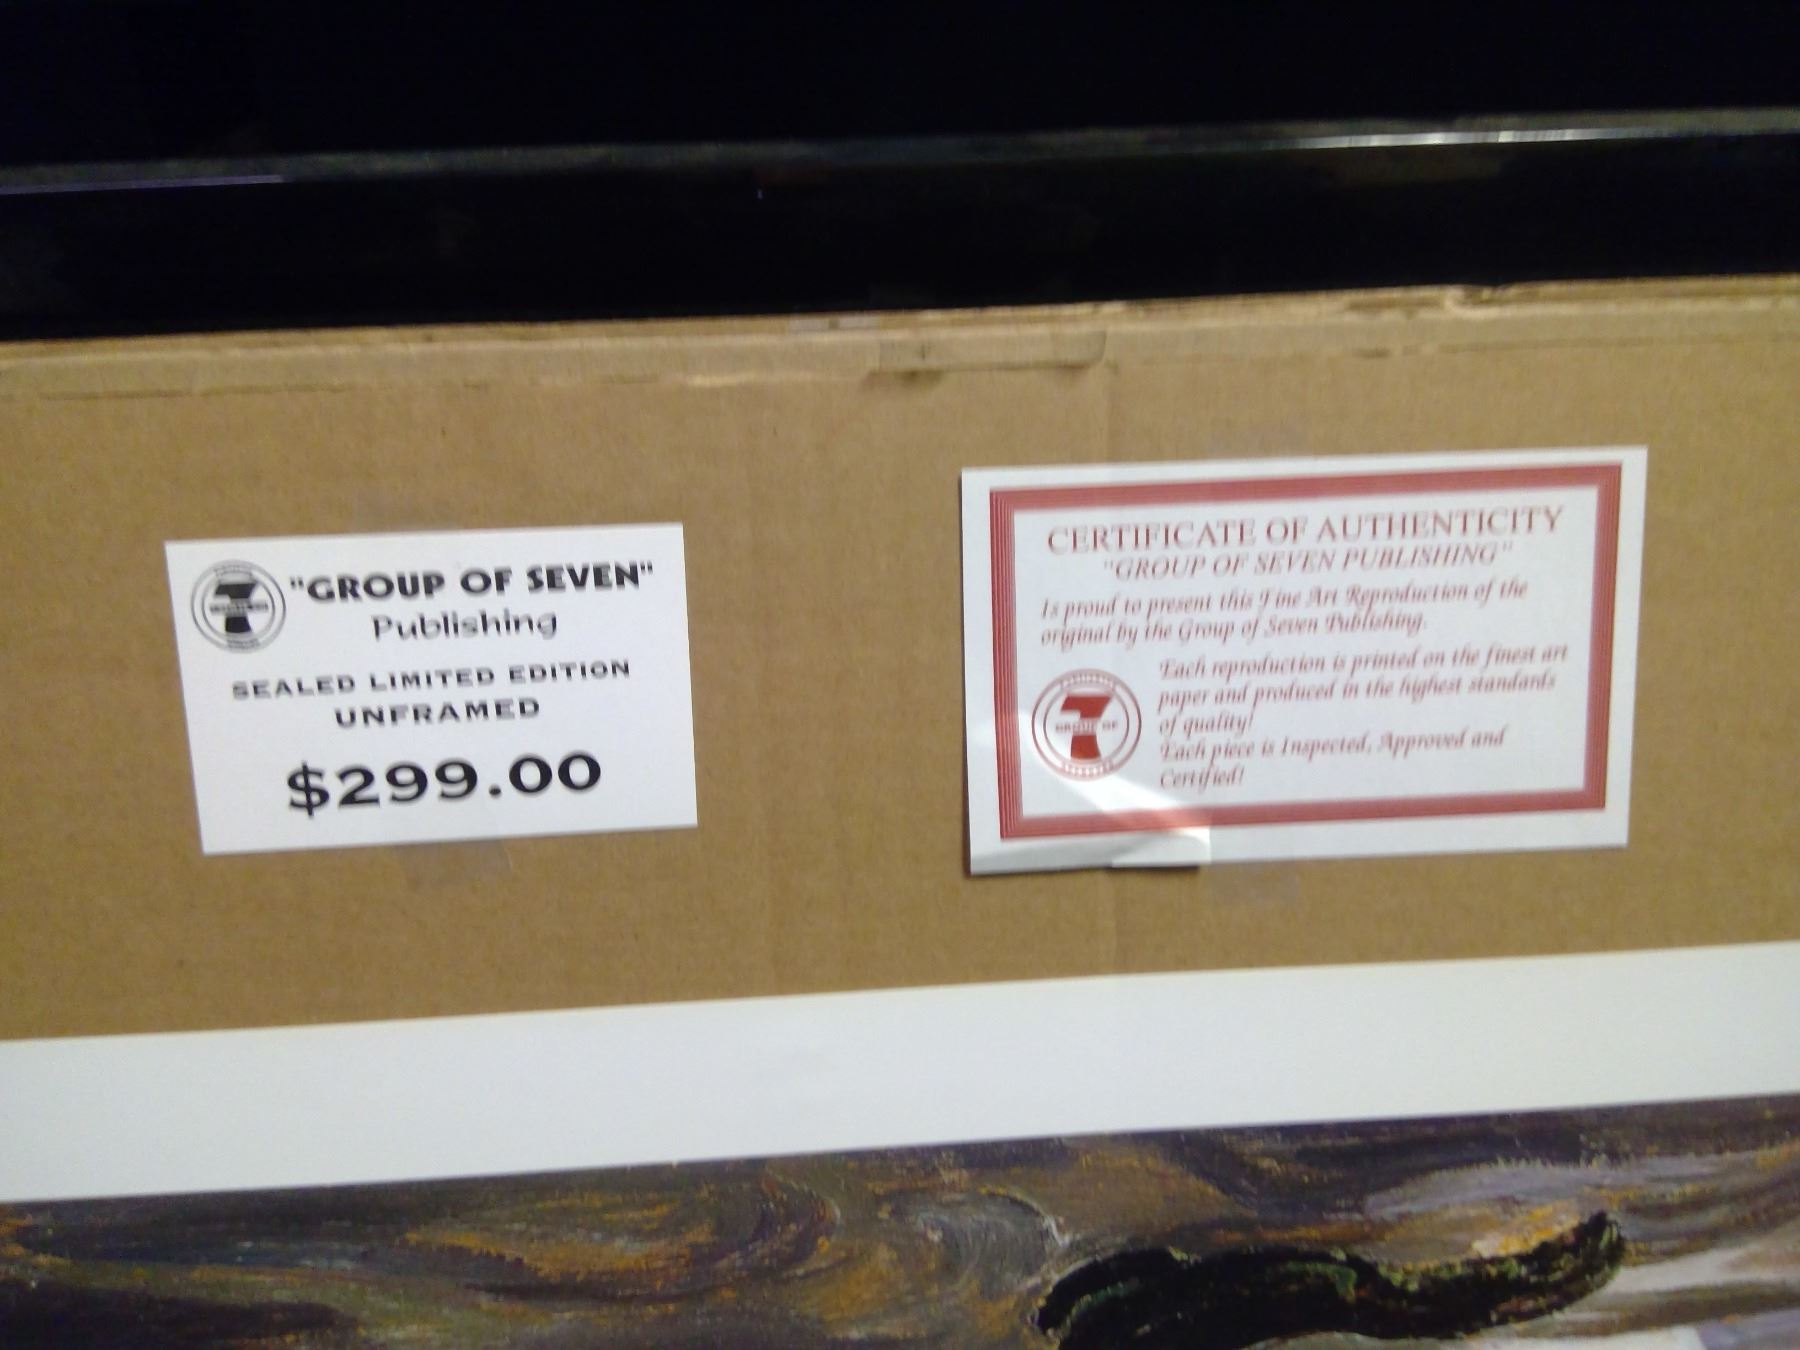 "GROUP OF SEVEN"
Publishing
SEALED LIMITED EDITION
UNFRAMED
$299.00
CERTIFICATE OF AUTHENTICITY
"GROUP OF SEVEN PUBLISHING"
Is proud to present this Fine Art Reproduction of the
original by the Group of Seven Publishing.
Each reproduction is printed on the finest art
paper and produced in the highest standards
of quality!
Each piece is Inspected, Approved and
Certified!
7
GROUP OF